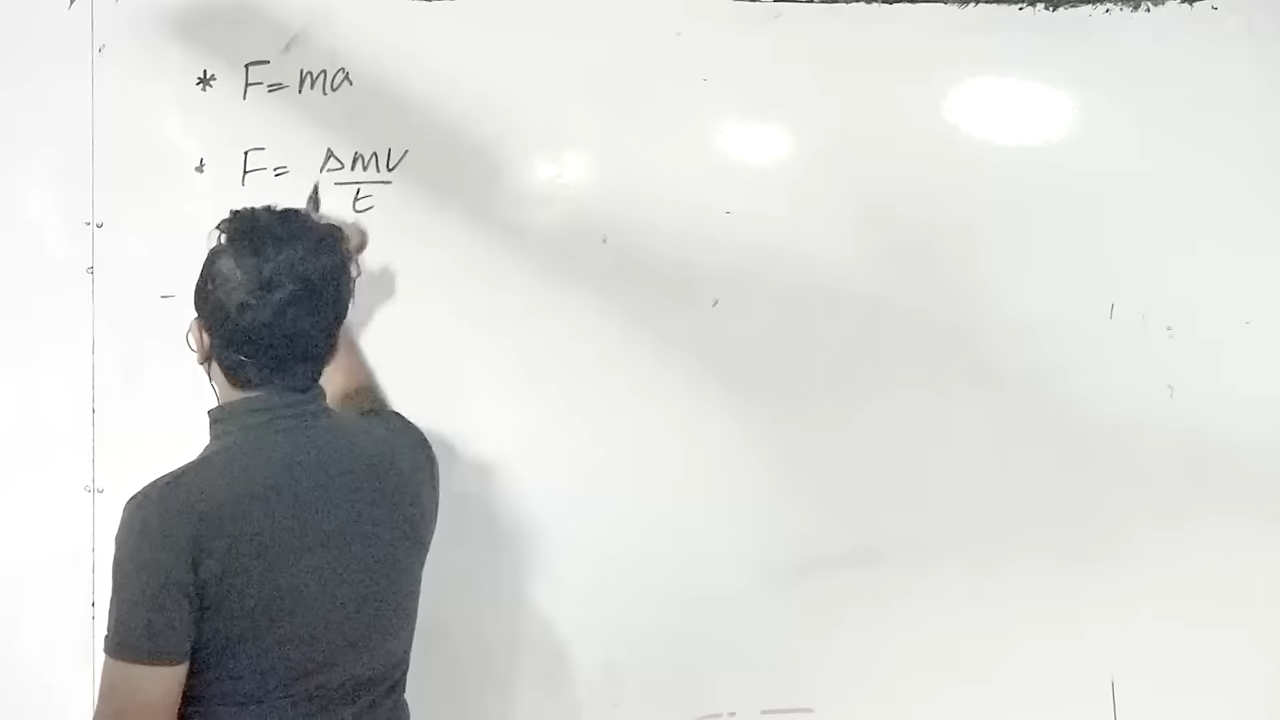 * F=ma
* F= ΔmV/t